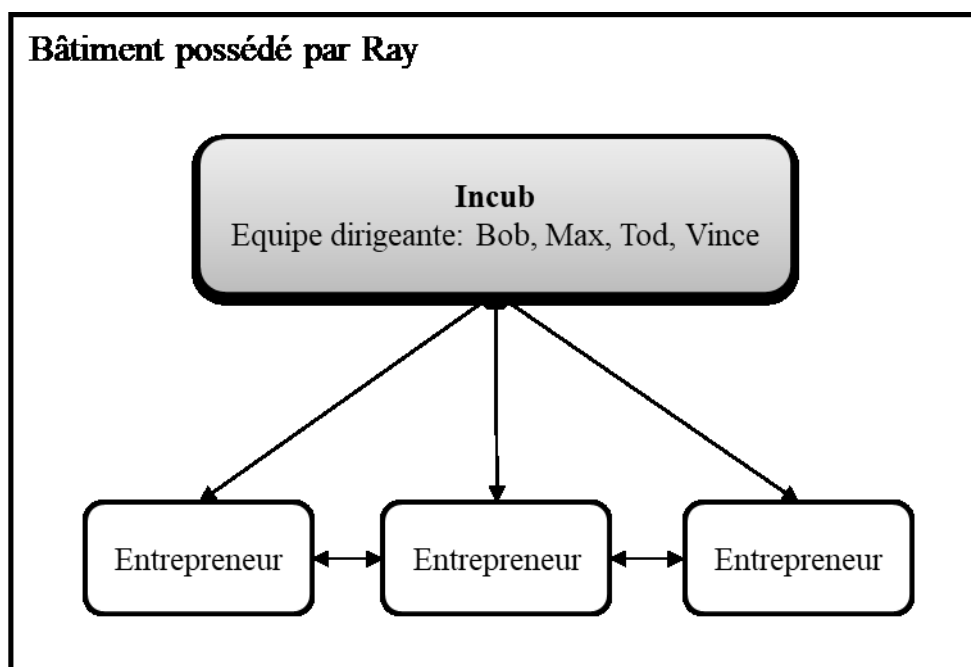 Bâtiment possédé par Ray
Incub
Equipe dirigeante: Bob, Max, Tod, Vince
Entrepreneur
Entrepreneur
Entrepreneur